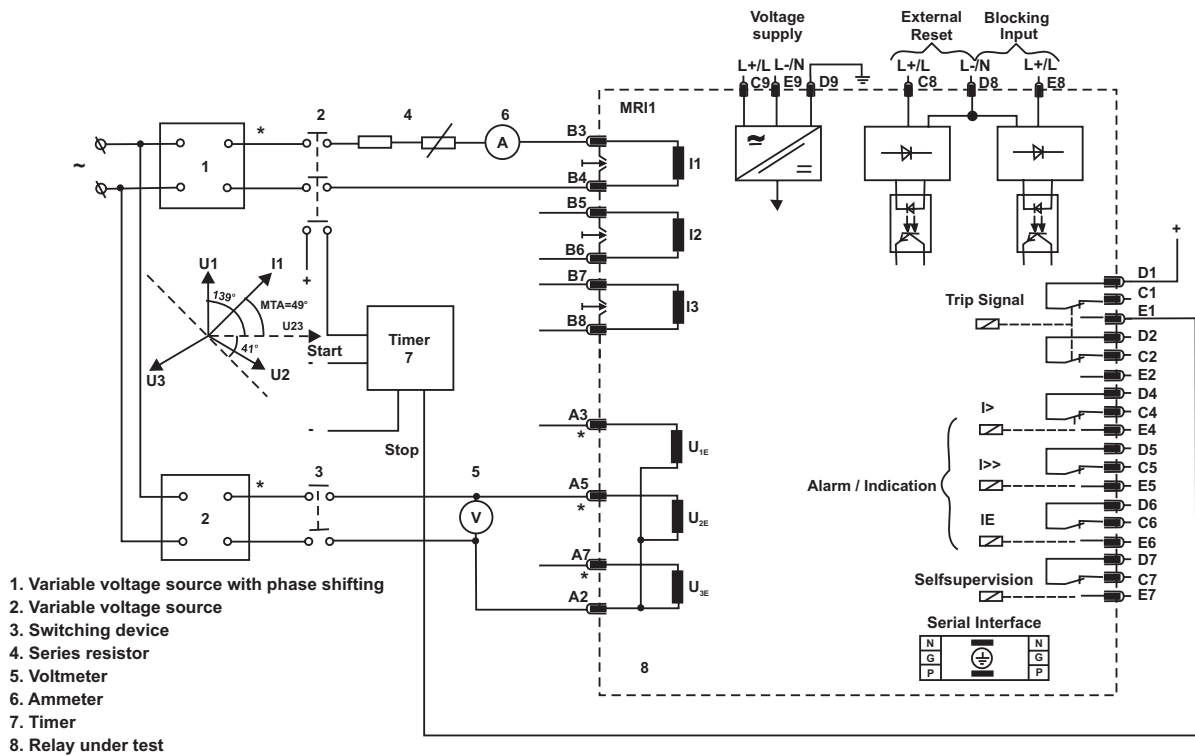 Voltage
supply
External
Reset
Blocking
Input
L+/L L-/N
L+/L L-/N L+/L
C9 E9 D9 C8 D8 E8
MRI1
~
1
*
2
4
6
A
B3
I1
B4
B5
I2
B6
B7
I3
B8
+
U1
I1
139°
MTA=49°
U23
41°
U3
U2
Start
-
Timer
7
-
Stop
≂
=
+
D1
C1
E1
Trip Signal
D2
C2
E2
D4
C4
E4
D5
C5
E5
D6
C6
E6
D7
C7
E7
I>
I>>
IE
Alarm / Indication
Selfsupervision
Serial Interface
N
G
P
N
G
P
A3
*
U1E
A5
*
U2E
A7
*
U3E
A2
2
*
3
5
V
8
1. Variable voltage source with phase shifting
2. Variable voltage source
3. Switching device
4. Series resistor
5. Voltmeter
6. Ammeter
7. Timer
8. Relay under test